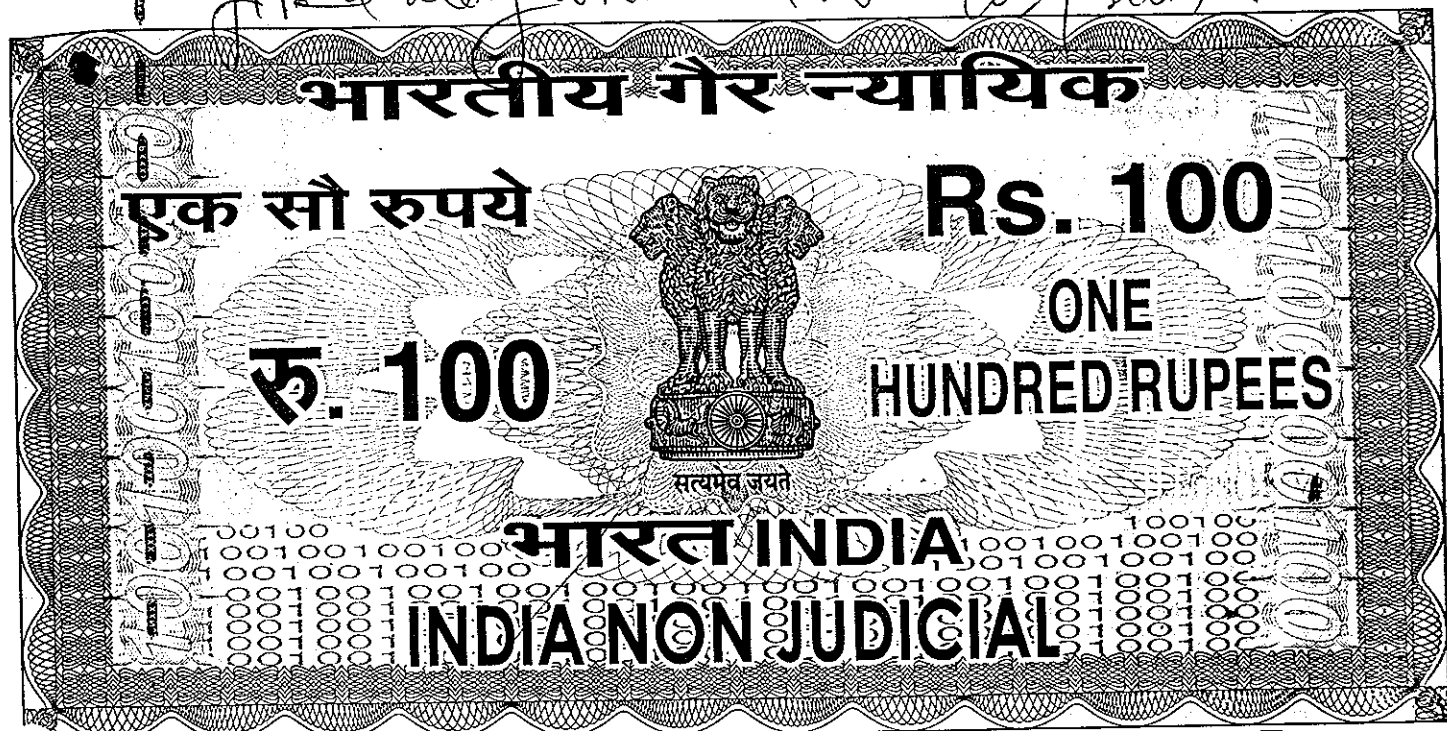 भारतीय गैर न्यायिक
एक सौ रुपये
Rs. 100
रु. 100
ONE
HUNDRED RUPEES
सत्यमेव जयते
भारत INDIA
INDIA NON JUDICIAL